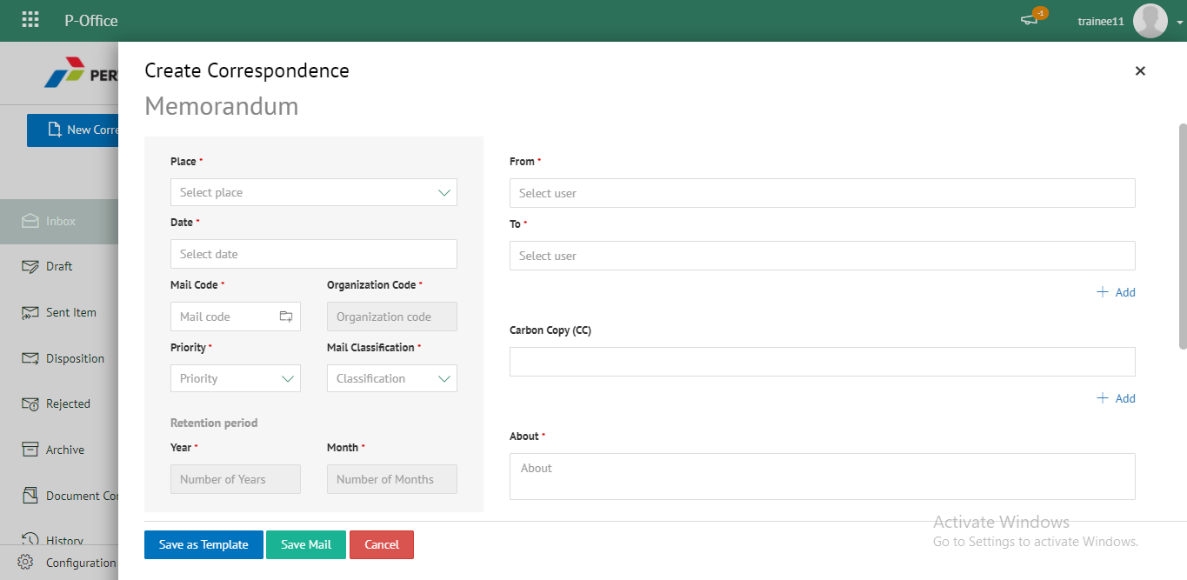 P-Office
-1
trainee11
PER
New Corre
Inbox
Draft
Sent Item
Disposition
Rejected
Archive
Document Co
History
Configuration
Create Correspondence
×
Memorandum
Place *
Select place
Date *
Select date
Mail Code *
Organization Code *
Mail code
Organization code
Priority *
Mail Classification *
Priority
Classification
Retention period
Year *
Month *
Number of Years
Number of Months
From *
Select user
To *
Select user
+ Add
Carbon Copy (CC)
+ Add
About *
About
Save as Template
Save Mail
Cancel
Activate Windows
Go to Settings to activate Windows.